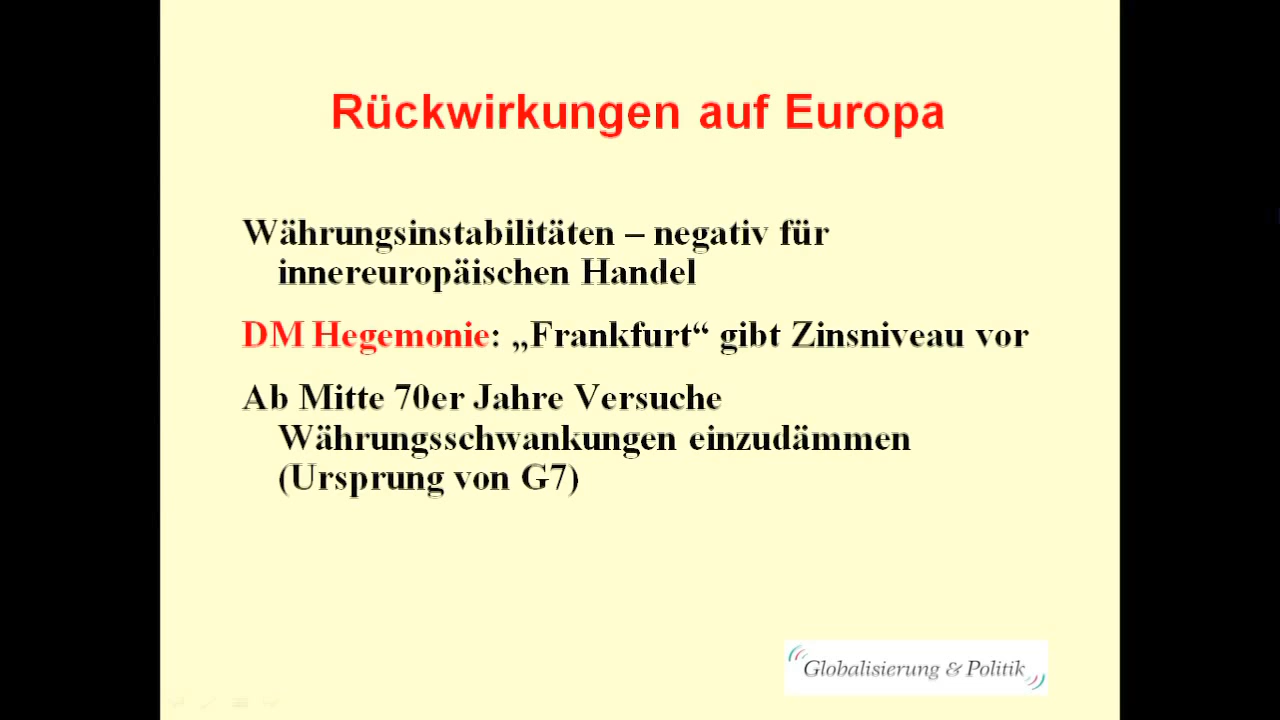 Rückwirkungen auf Europa
Währungsinstabilitäten – negativ für
innereuropäischen Handel
DM Hegemonie: „Frankfurt“ gibt Zinsniveau vor
Ab Mitte 70er Jahre Versuche
Währungsschwankungen einzudämmen
(Ursprung von G7)
Globalisierung & Politik